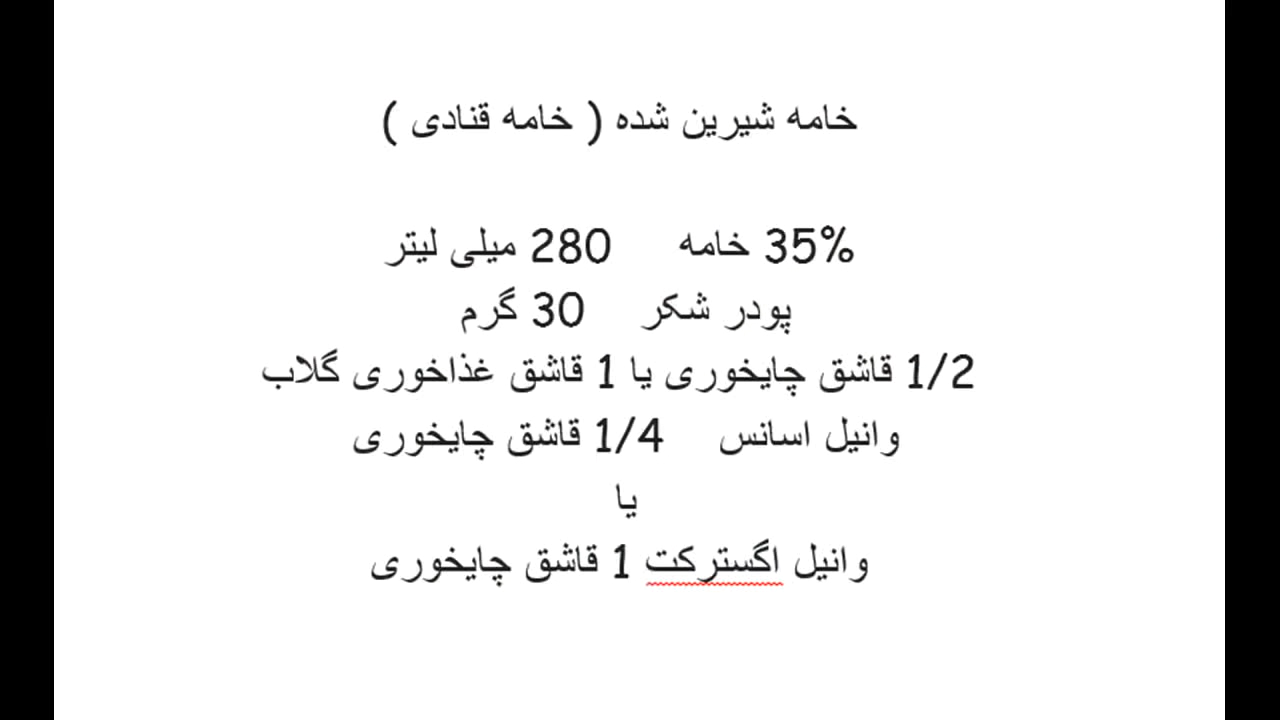 خامه شیرین شده ( خامه قنادی )
35% خامه 280 میلی لیتر
پودر شکر 30 گرم
1/2 قاشق چایخوری یا 1 قاشق غذاخوری گلاب
وانیل اسانس 1/4 قاشق چایخوری
یا
وانیل اگسترکت 1 قاشق چایخوری